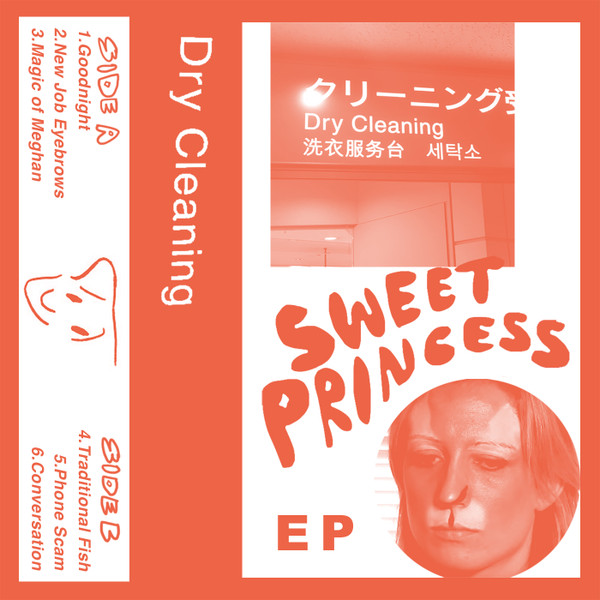 SIDE A
1.Goodnight
2.New Job Eyebrows
3.Magic of Meghan
SIDE B
4.Traditional Fish
5.Phone Scam
6.Conversation
Dry Cleaning
クリーニング受
Dry Cleaning
洗衣服务台 세탁소
SWEET
PRINCESS
EP